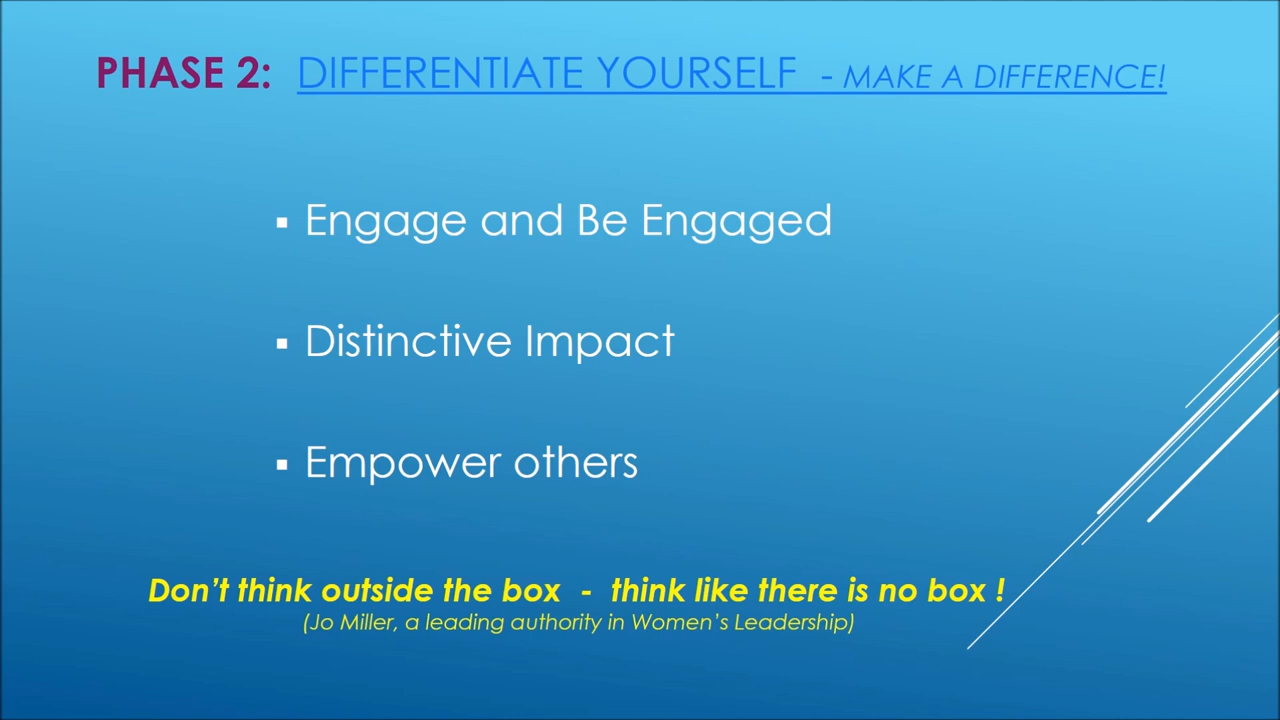 PHASE 2: DIFFERENTIATE YOURSELF - MAKE A DIFFERENCE!
▪ Engage and Be Engaged
▪ Distinctive Impact
▪ Empower others
Don't think outside the box - think like there is no box !
(Jo Miller, a leading authority in Women's Leadership)